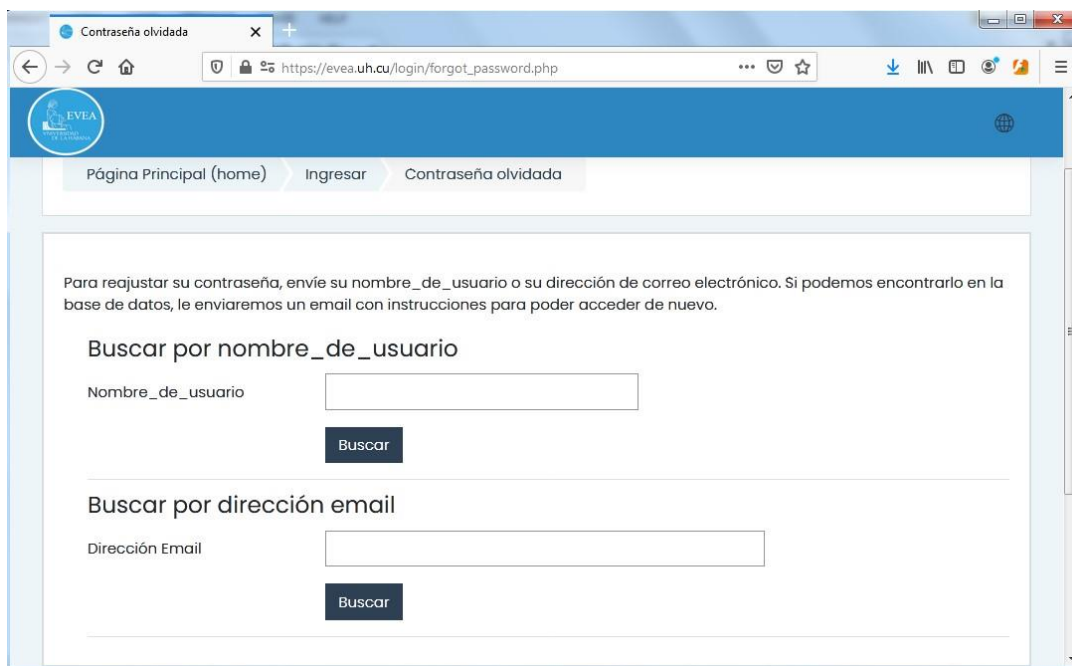 Contraseña olvidada
https://evea.uh.cu/login/forgot_password.php
EVEA
Página Principal (home) Ingresar Contraseña olvidada
Para reajustar su contraseña, envíe su nombre_de_usuario o su dirección de correo electrónico. Si podemos encontrarlo en la
base de datos, le enviaremos un email con instrucciones para poder acceder de nuevo.
Buscar por nombre_de_usuario
Nombre_de_usuario
Buscar
Buscar por dirección email
Dirección Email
Buscar